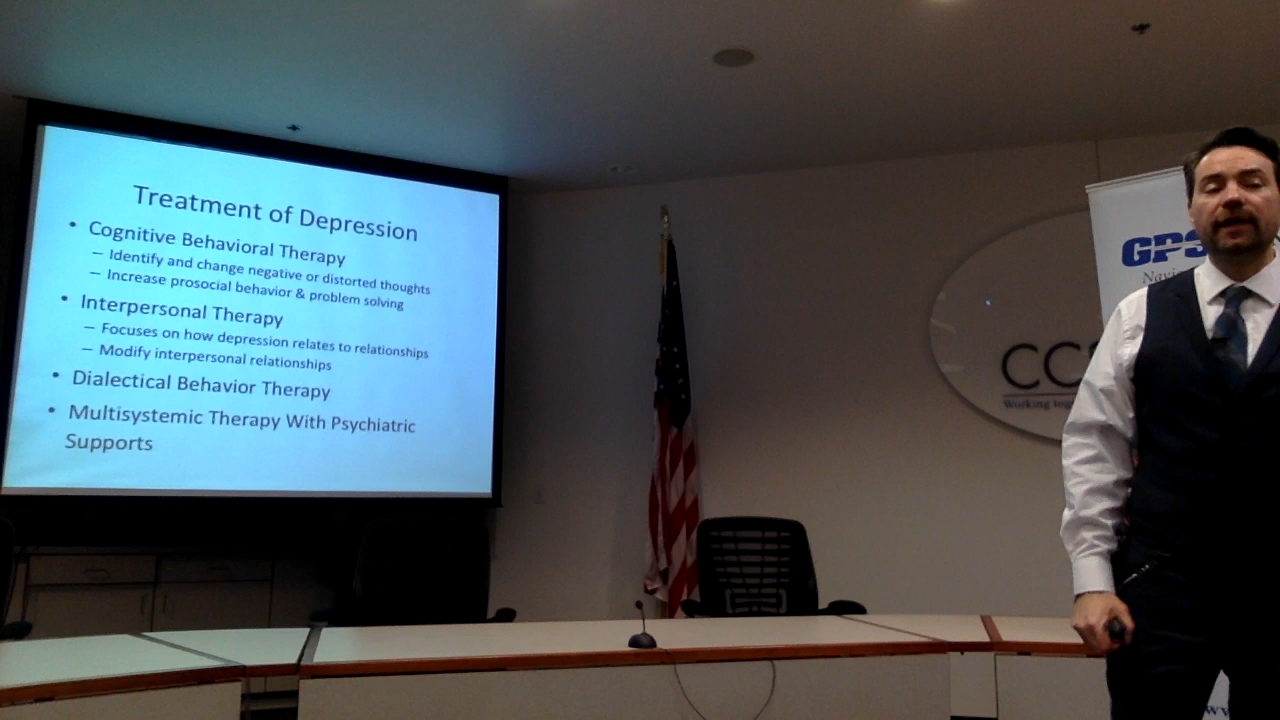 Treatment of Depression
• Cognitive Behavioral Therapy
– Identify and change negative or distorted thoughts
– Increase prosocial behavior & problem solving
• Interpersonal Therapy
– Focuses on how depression relates to relationships
– Modify interpersonal relationships
• Dialectical Behavior Therapy
• Multisystemic Therapy With Psychiatric
Supports
GPS
CC
Working